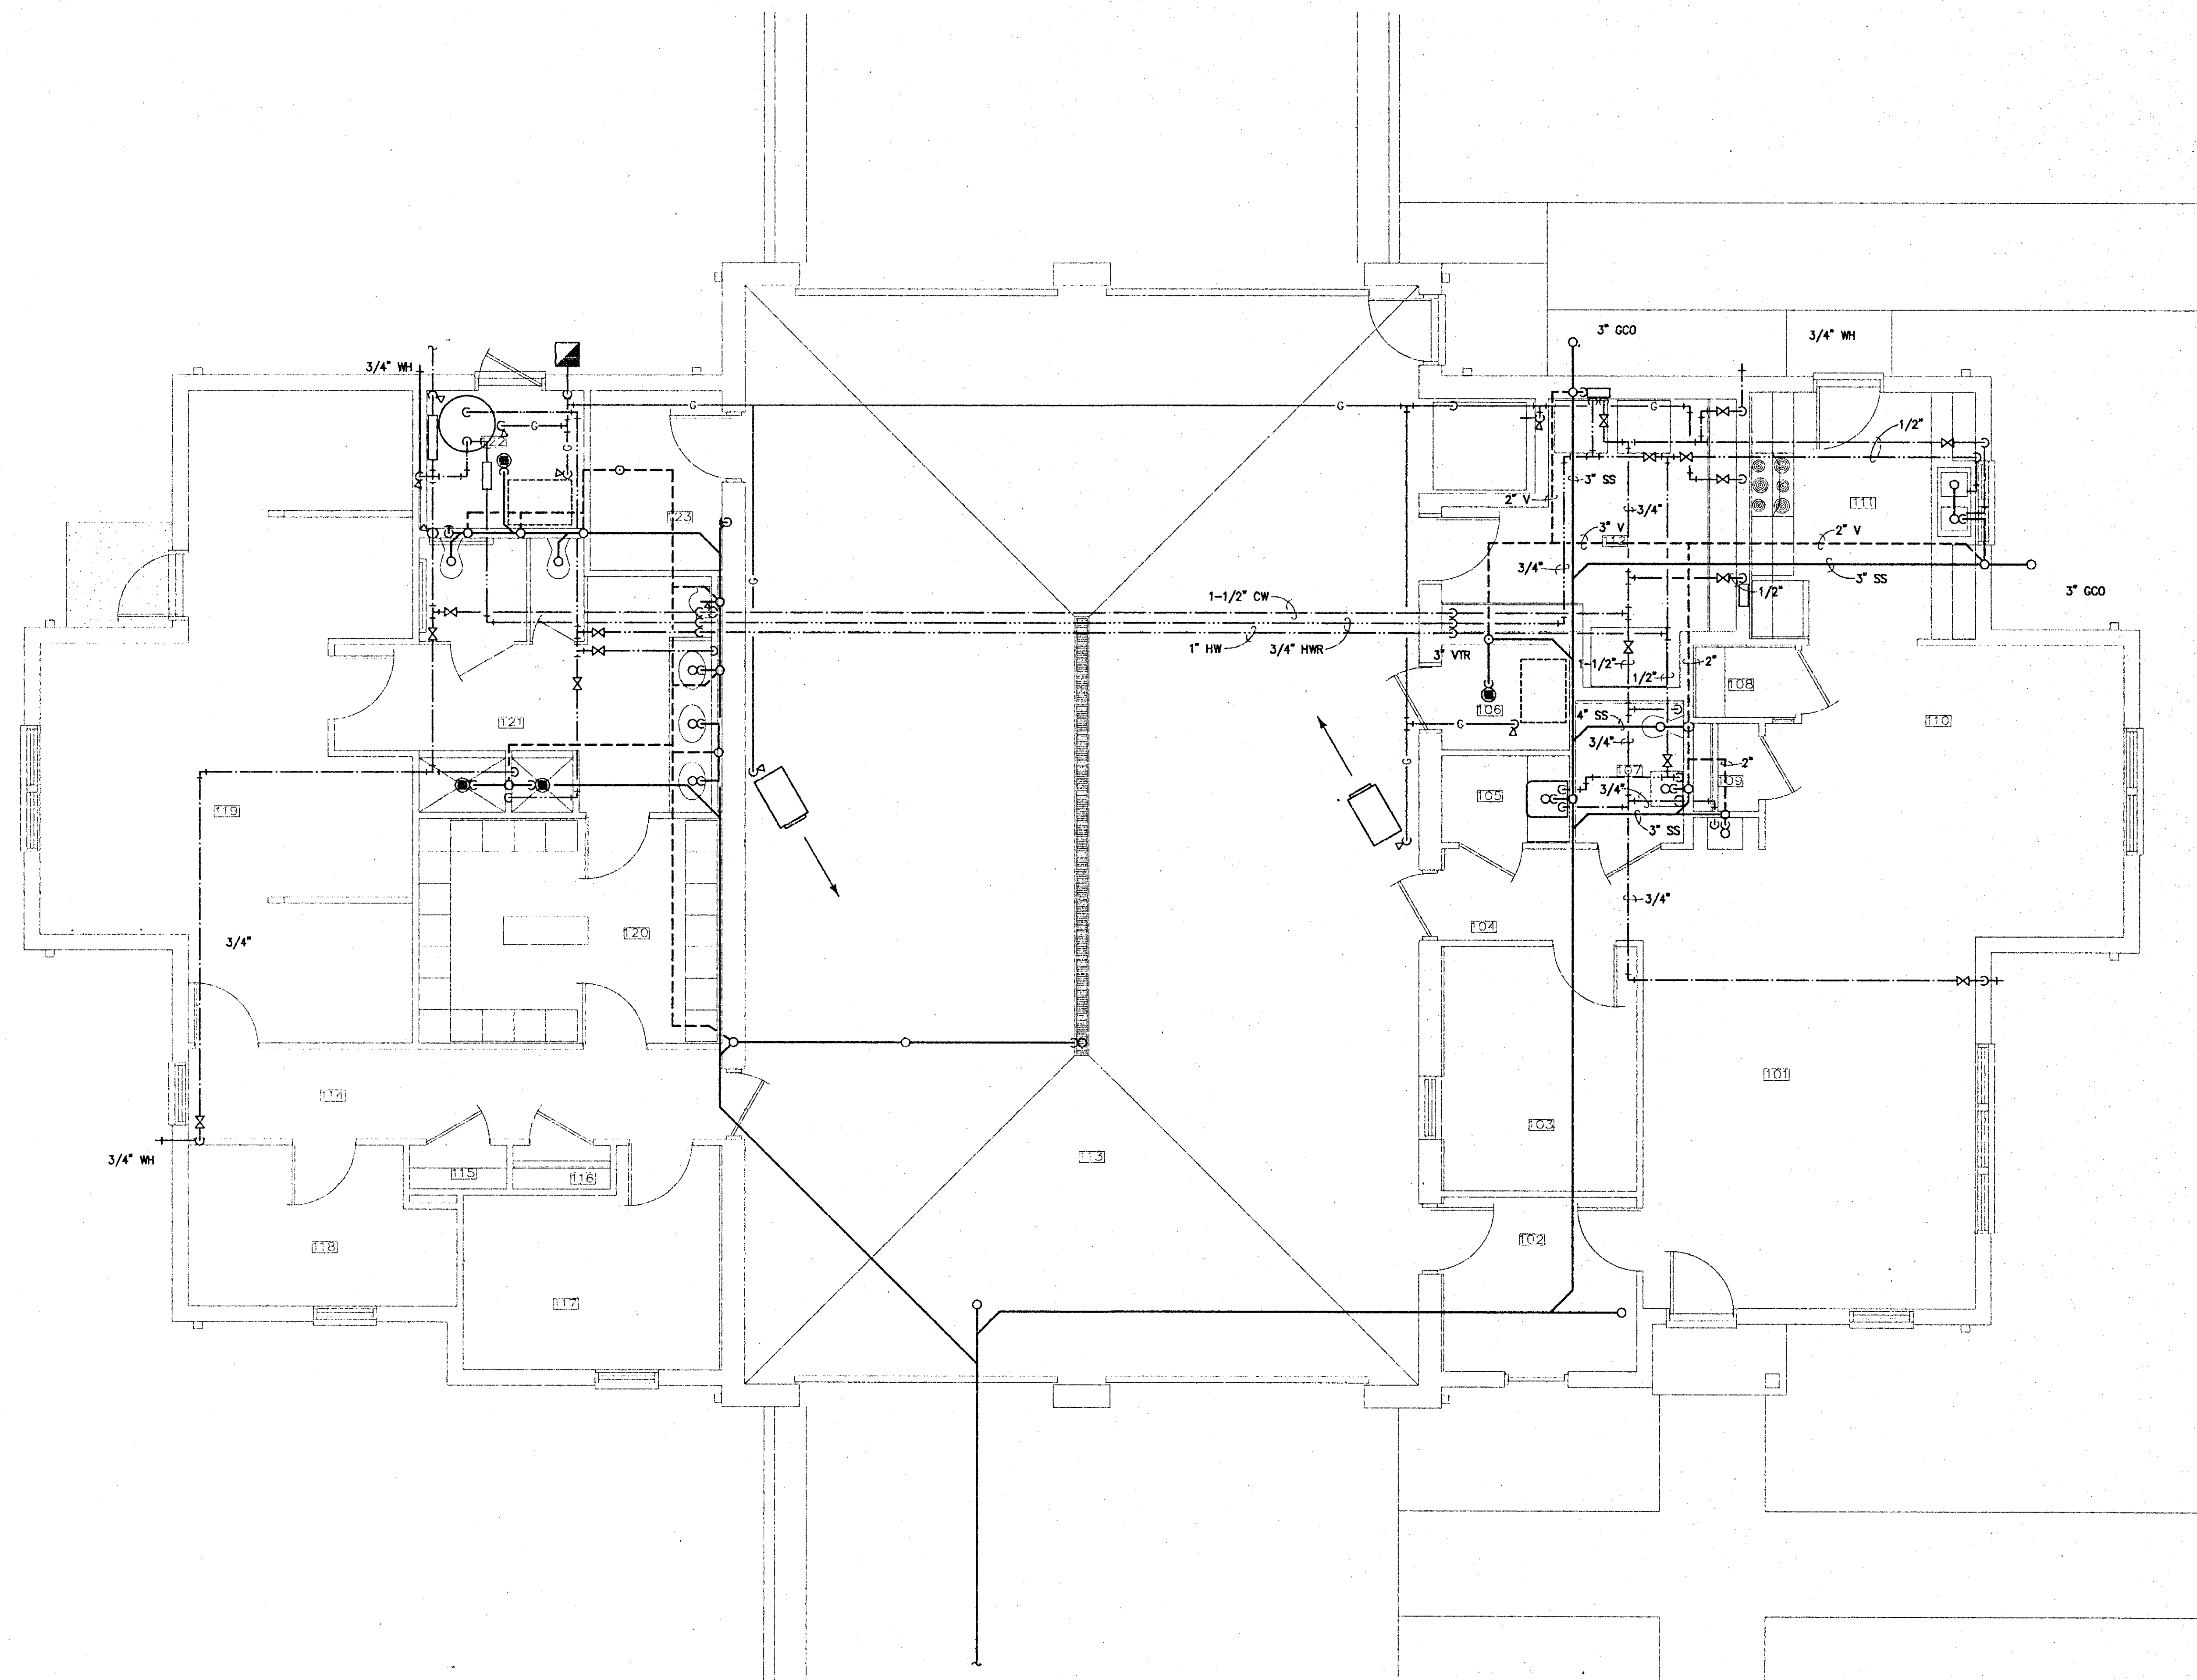 3" GCO
3/4" WH
3/4" WH
G
G
G
G
1/2"
122
G
G
3" SS
2" V
111
123
3/4"
3" V
112
2" V
3/4"
3" SS
G
1/2"
3" GCO
1-1/2" CW
1" HW
3/4" HWR
3" VTR
1-1/2"
2"
1/2"
108
106
121
4" SS
110
G
3/4"
G
2"
107
109
105
3/4"
119
3" SS
3/4"
104
120
3/4"
101
114
103
113
3/4" WH
115
116
102
118
117